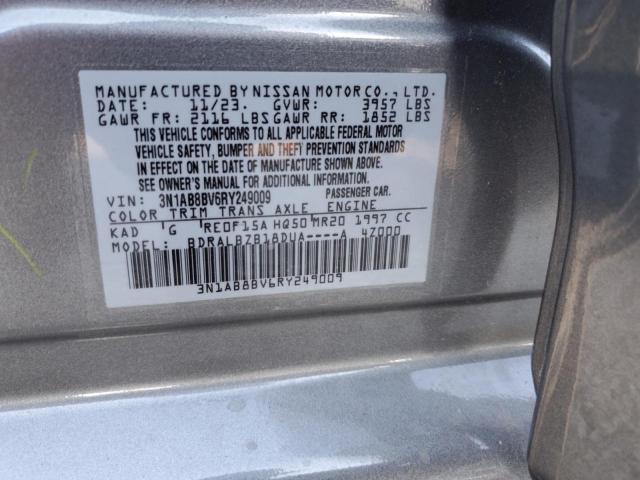 MANUFACTURED BY NISSAN MOTOR CO., LTD.
DATE: 11/23. GVWR: 3957 LBS
GAWR FR: 2116 LBS GAWR RR: 1852 LBS
THIS VEHICLE CONFORMS TO ALL APPLICABLE FEDERAL MOTOR
VEHICLE SAFETY, BUMPER AND THEFT PREVENTION STANDARDS
IN EFFECT ON THE DATE OF MANUFACTURE SHOWN ABOVE.
SEE OWNER'S MANUAL FOR ADDITIONAL INFORMATION.
VIN: 3N1AB8BV6RY249009 PASSENGER CAR.
COLOR TRIM TRANS AXLE ENGINE
KAD G RE0F15A HQ50 MR20 1997 CC
MODEL: BDRALBZB18DUA----A 4Z000
3N1AB8BV6RY249009